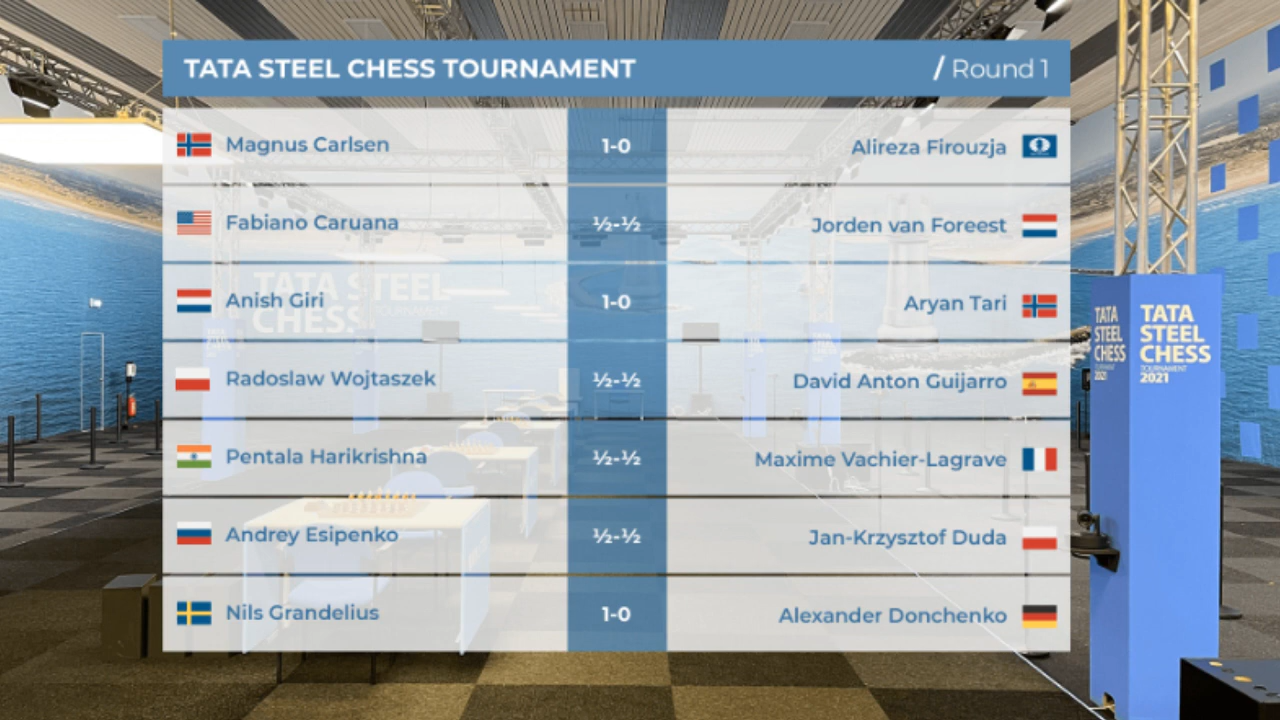 TATA STEEL CHESS TOURNAMENT / Round 1
Magnus Carlsen 1-0 Alireza Firouzja
Fabiano Caruana ½-½ Jorden van Foreest
Anish Giri 1-0 Aryan Tari
Radoslaw Wojtaszek ½-½ David Anton Guijarro
Pentala Harikrishna ½-½ Maxime Vachier-Lagrave
Andrey Esipenko ½-½ Jan-Krzysztof Duda
Nils Grandelius 1-0 Alexander Donchenko
TATA STEEL
CHESS
TATA
STEEL
CHESS
2021
TATA
STEEL
CHESS
TOURNAMENT
2021